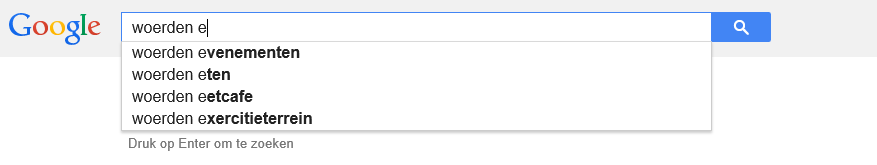 Google
woerden e
woerden evenementen
woerden eten
woerden eetcafe
woerden exercitieterrein
Druk op Enter om te zoeken